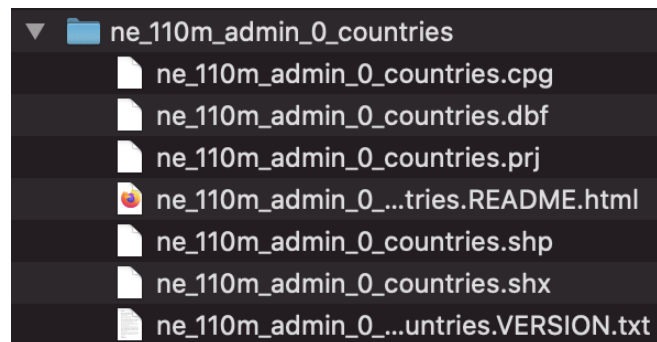 ne_110m_admin_0_countries
ne_110m_admin_0_countries.cpg
ne_110m_admin_0_countries.dbf
ne_110m_admin_0_countries.prj
ne_110m_admin_0_...tries.README.html
ne_110m_admin_0_countries.shp
ne_110m_admin_0_countries.shx
ne_110m_admin_0_...untries.VERSION.txt